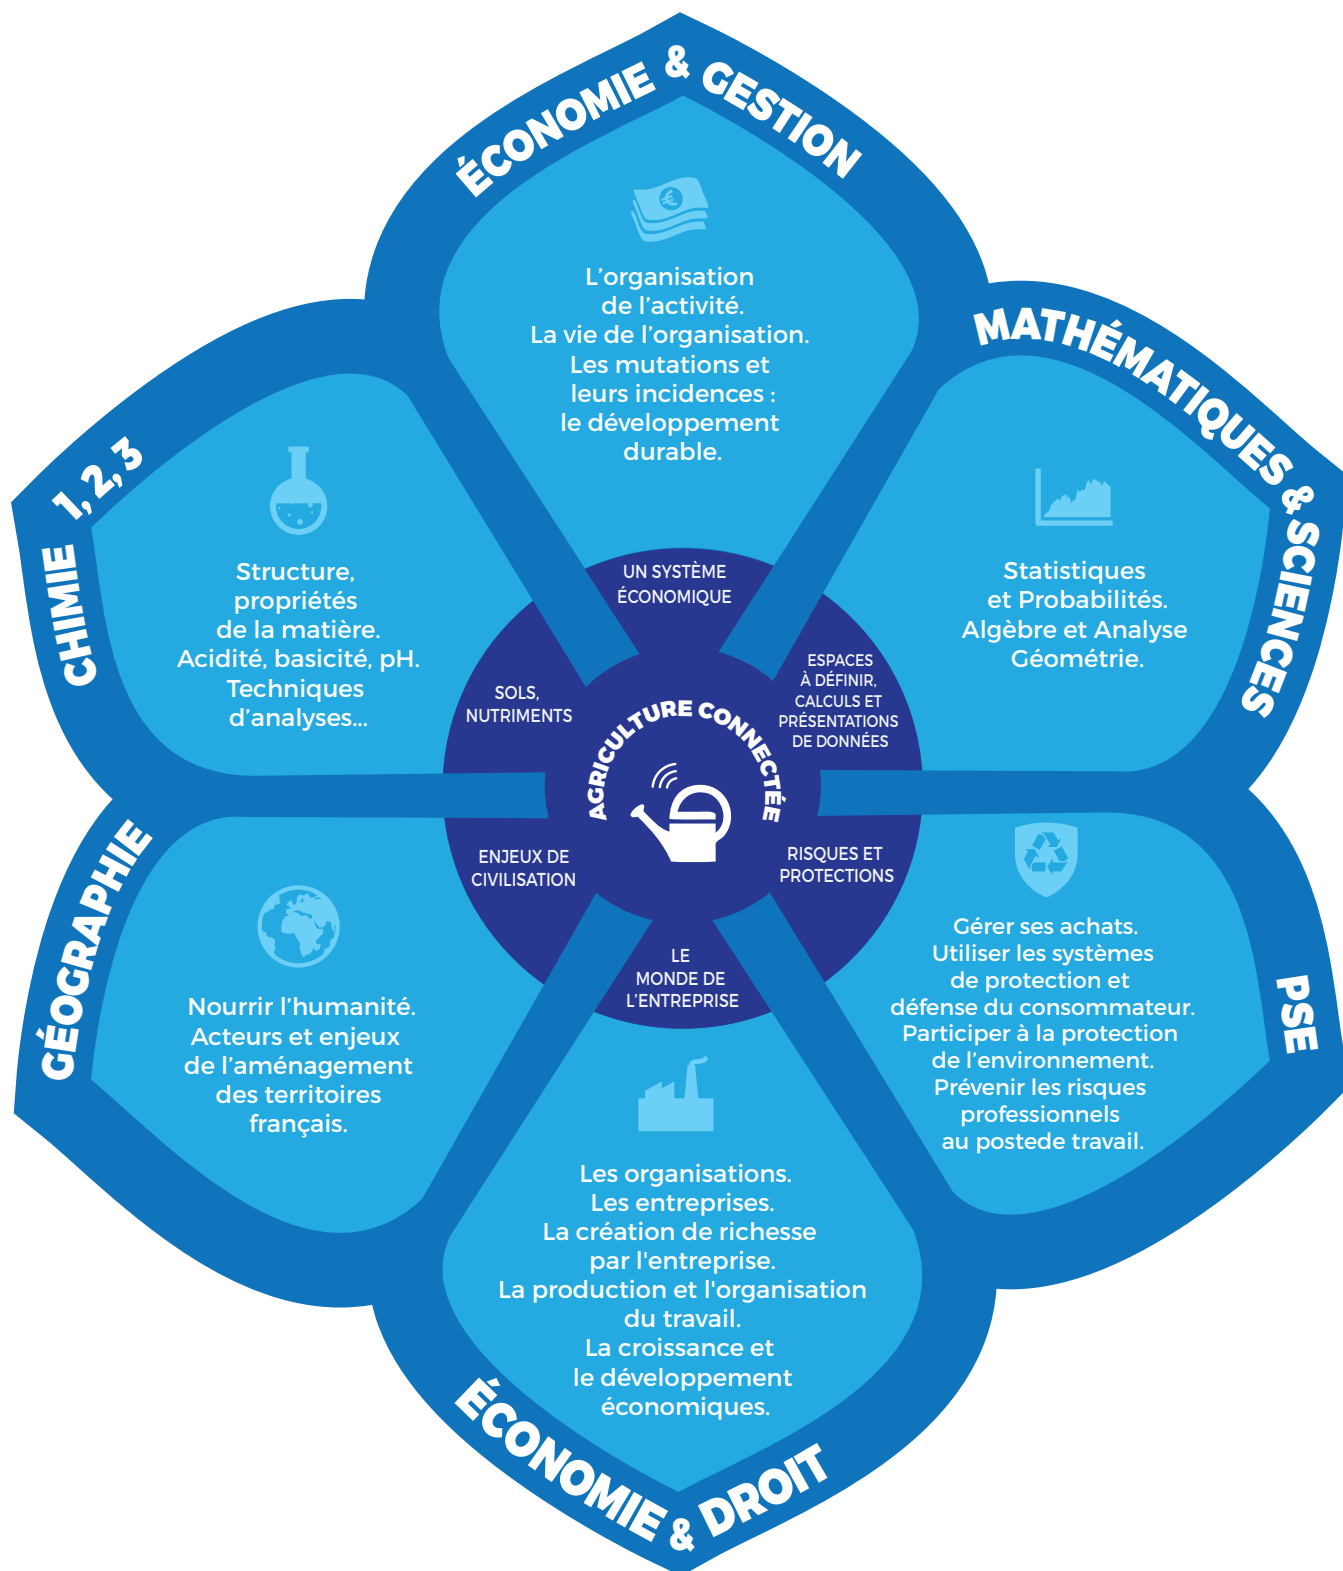 ÉCONOMIE & GESTION
L'organisation
de l'activité.
La vie de l'organisation.
Les mutations et
leurs incidences :
le développement
durable.
UN SYSTÈME
ÉCONOMIQUE
MATHÉMATIQUES & SCIENCES
Statistiques
et Probabilités.
Algèbre et Analyse
Géométrie.
ESPACES
À DÉFINIR,
CALCULS ET
PRÉSENTATIONS
DE DONNÉES
PSE
Gérer ses achats.
Utiliser les systèmes
de protection et
défense du consommateur.
Participer à la protection
de l'environnement.
Prévenir les risques
professionnels
au postede travail.
RISQUES ET
PROTECTIONS
ÉCONOMIE & DROIT
Les organisations.
Les entreprises.
La création de richesse
par l'entreprise.
La production et l'organisation
du travail.
La croissance et
le développement
économiques.
LE
MONDE DE
L'ENTREPRISE
GÉOGRAPHIE
Nourrir l'humanité.
Acteurs et enjeux
de l'aménagement
des territoires
français.
ENJEUX DE
CIVILISATION
CHIMIE 1, 2, 3
Structure,
propriétés
de la matière.
Acidité, basicité, pH.
Techniques
d'analyses...
SOLS,
NUTRIMENTS
AGRICULTURE CONNECTÉE